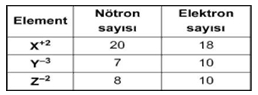 Element Nötron sayısı Elektron sayısı
X⁺² 20 18
Y⁻³ 7 10
Z⁻² 8 10